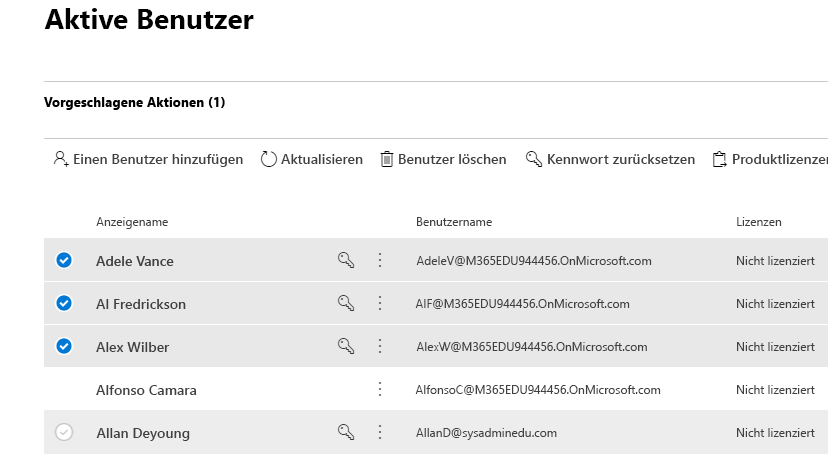 Aktive Benutzer
Vorgeschlagene Aktionen (1)
Einen Benutzer hinzufügen Aktualisieren Benutzer löschen Kennwort zurücksetzen Produktlizenzen
Anzeigename Benutzername Lizenzen
Adele Vance AdeleV@M365EDU944456.OnMicrosoft.com Nicht lizenziert
Al Fredrickson AlF@M365EDU944456.OnMicrosoft.com Nicht lizenziert
Alex Wilber AlexW@M365EDU944456.OnMicrosoft.com Nicht lizenziert
Alfonso Camara AlfonsoC@M365EDU944456.OnMicrosoft.com Nicht lizenziert
Allan Deyoung AllanD@sysadminedu.com Nicht lizenziert